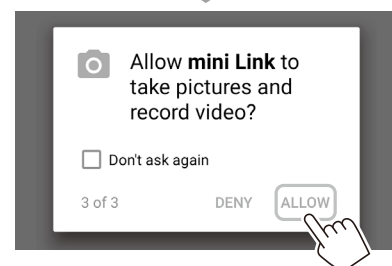 Allow mini Link to
take pictures and
record video?
Don't ask again
3 of 3 DENY ALLOW